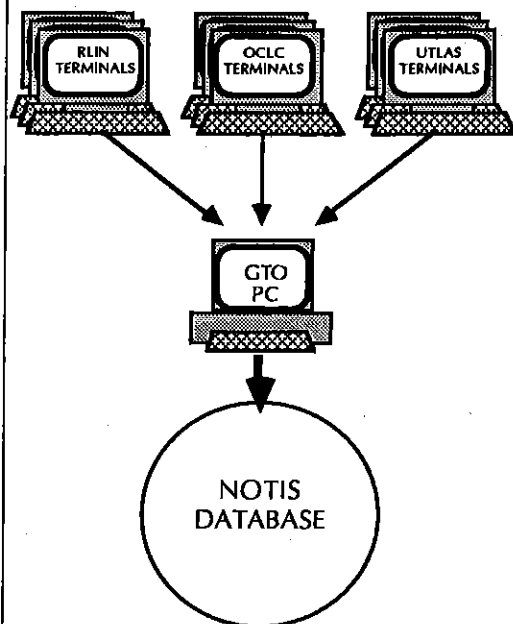 RLIN
TERMINALS
OCLC
TERMINALS
UTLAS
TERMINALS
GTO
PC
NOTIS
DATABASE